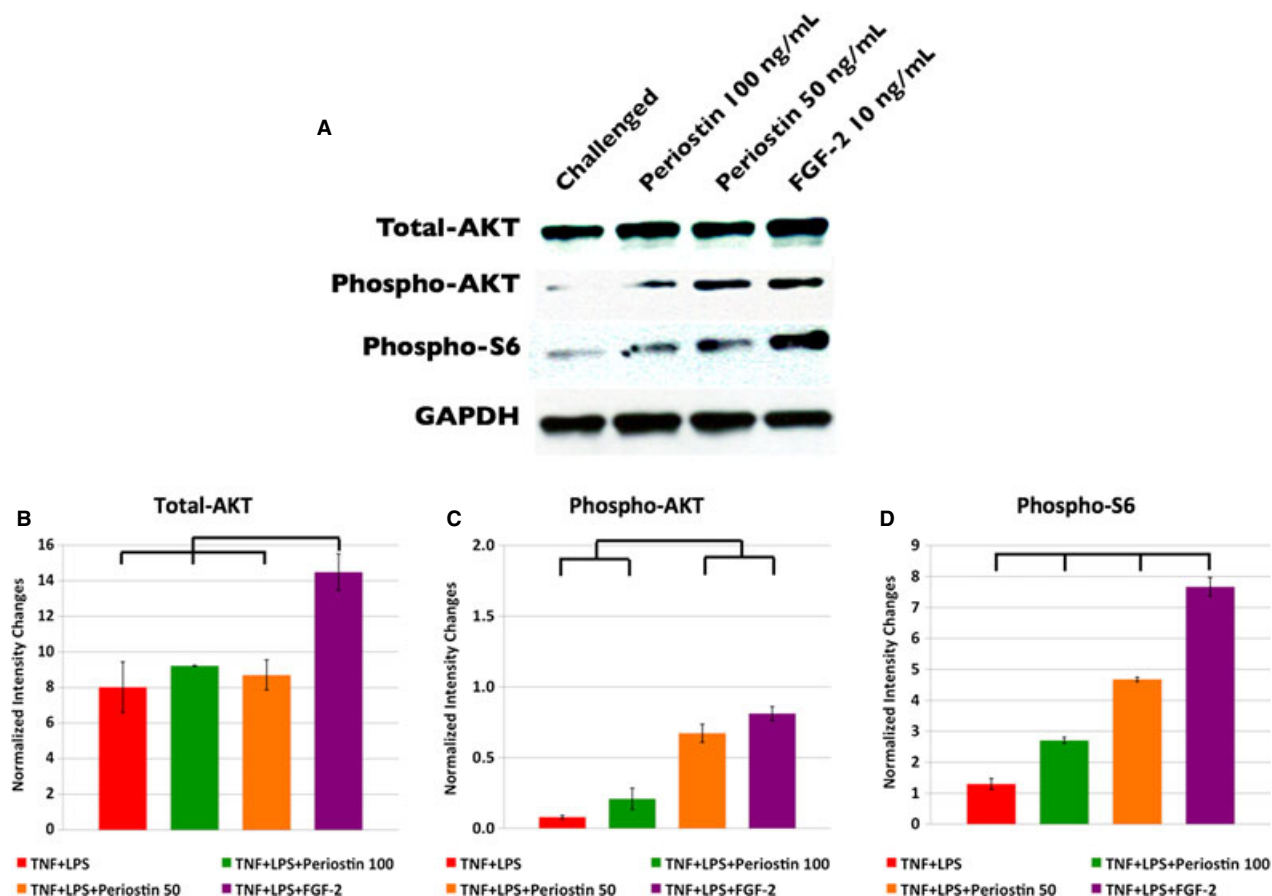 A
Challenged
Periostin 100 ng/mL
Periostin 50 ng/mL
FGF-2 10 ng/mL
Total-AKT
Phospho-AKT
Phospho-S6
GAPDH
B
Total-AKT
Normalized Intensity Changes
16
14
12
10
8
6
4
2
0
TNF+LPS
TNF+LPS+Periostin 100
TNF+LPS+Periostin 50
TNF+LPS+FGF-2
C
Phospho-AKT
Normalized Intensity Changes
2.0
1.5
1.0
0.5
0.0
TNF+LPS
TNF+LPS+Periostin 100
TNF+LPS+Periostin 50
TNF+LPS+FGF-2
D
Phospho-S6
Normalized Intensity Changes
9
8
7
6
5
4
3
2
1
0
TNF+LPS
TNF+LPS+Periostin 100
TNF+LPS+Periostin 50
TNF+LPS+FGF-2